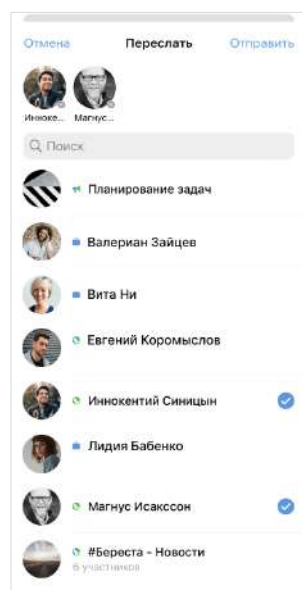 Отмена Переслать Отправить
Инноке... Магнус...
Поиск
Планирование задач
Валериан Зайцев
Вита Ни
Евгений Коромыслов
Иннокентий Синицын
Лидия Бабенко
Магнус Исакссон
#Береста - Новости
6 участников